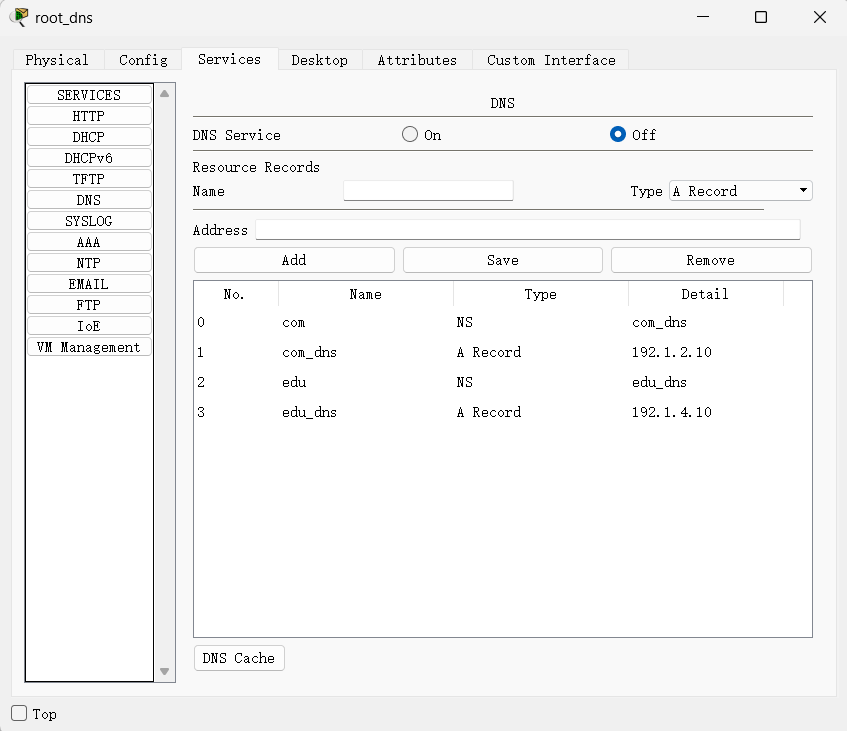 root_dns
Physical Config Services Desktop Attributes Custom Interface
SERVICES
HTTP
DHCP
DHCPv6
TFTP
DNS
SYSLOG
AAA
NTP
EMAIL
FTP
IoE
VM Management
DNS
DNS Service On Off
Resource Records
Name Type A Record
Address
Add Save Remove
No. Name Type Detail
0 com NS com_dns
1 com_dns A Record 192.1.2.10
2 edu NS edu_dns
3 edu_dns A Record 192.1.4.10
DNS Cache
Top